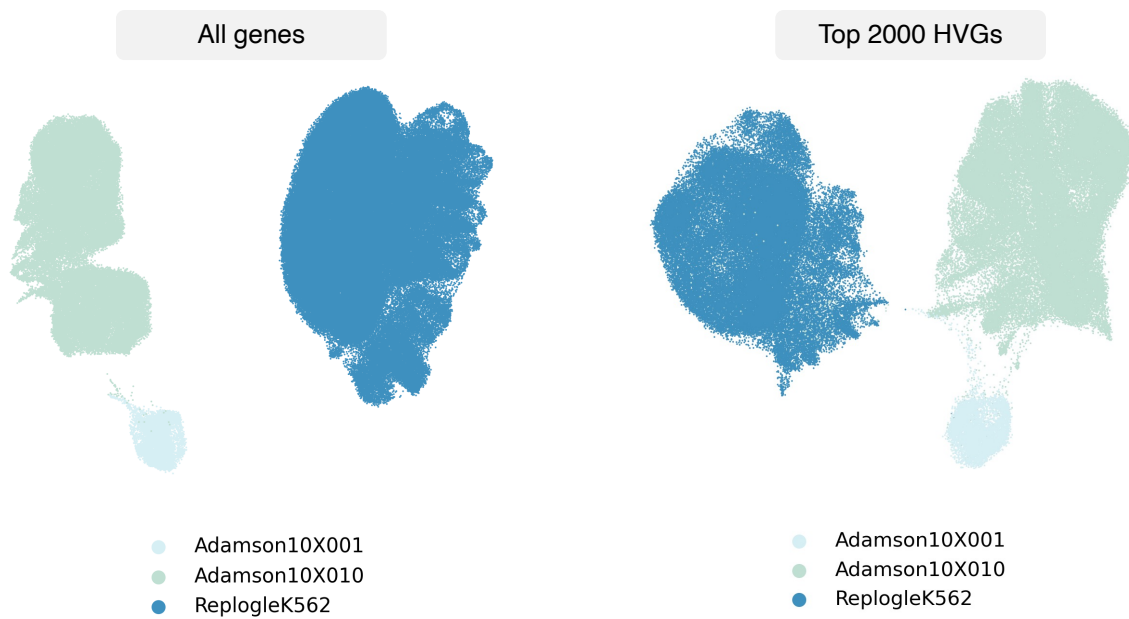 All genes
Top 2000 HVGs
Adamson10X001
Adamson10X010
ReplogleK562
Adamson10X001
Adamson10X010
ReplogleK562